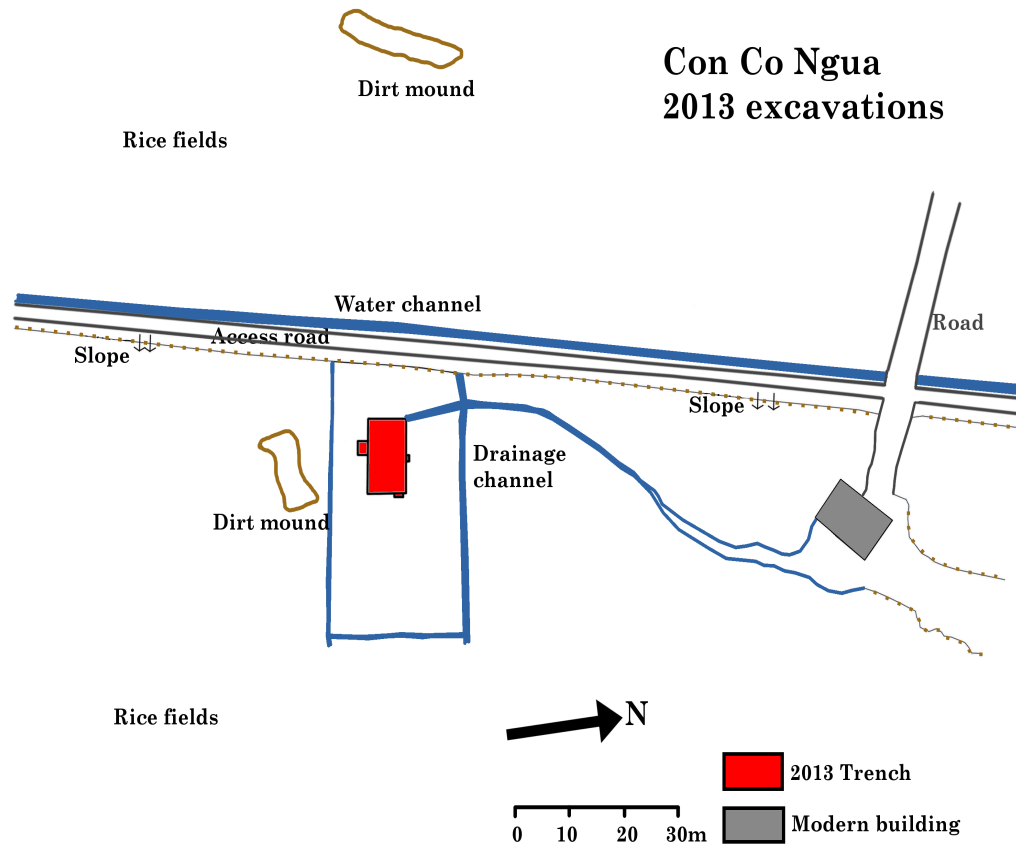 Con Co Ngua
2013 excavations
Dirt mound
Rice fields
Water channel
Road
Access road
Slope
Slope
Drainage
channel
Dirt mound
Rice fields
N
2013 Trench
0 10 20 30m
Modern building